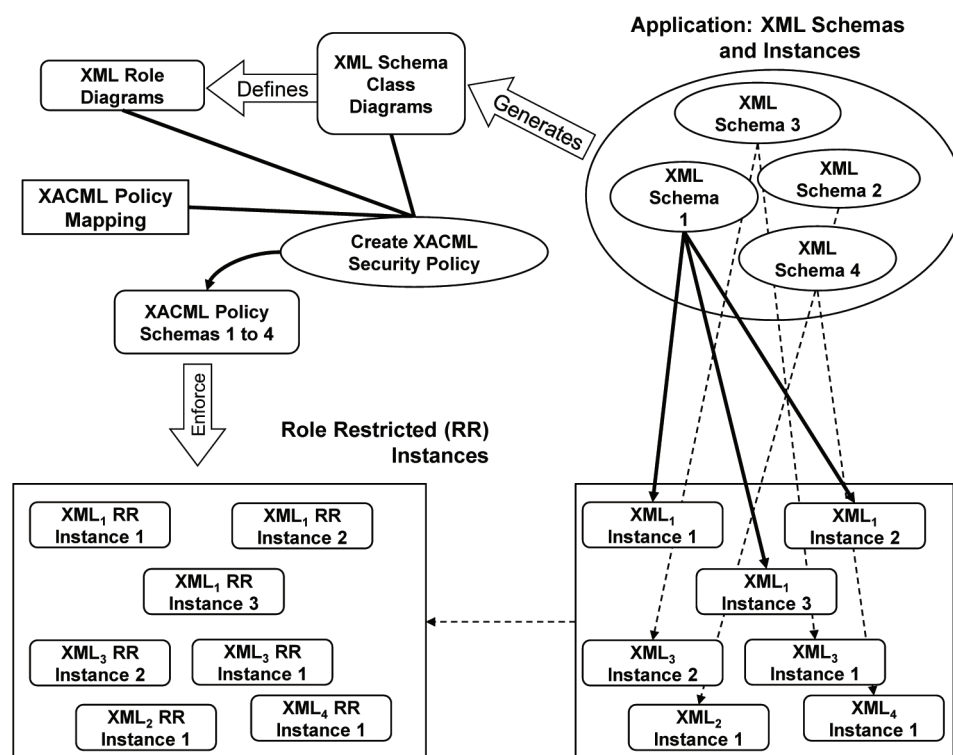 Application: XML Schemas
and Instances
XML Role
Diagrams
Defines
XML Schema
Class
Diagrams
Generates
XML
Schema 3
XML
Schema 2
XML
Schema
1
XML
Schema 4
XACML Policy
Mapping
Create XACML
Security Policy
XACML Policy
Schemas 1 to 4
Enforce
Role Restricted (RR)
Instances
XML₁ RR
Instance 1
XML₁ RR
Instance 2
XML₁ RR
Instance 3
XML₃ RR
Instance 2
XML₃ RR
Instance 1
XML₂ RR
Instance 1
XML₄ RR
Instance 1
XML₁
Instance 1
XML₁
Instance 2
XML₁
Instance 3
XML₃
Instance 2
XML₃
Instance 1
XML₂
Instance 1
XML₄
Instance 1